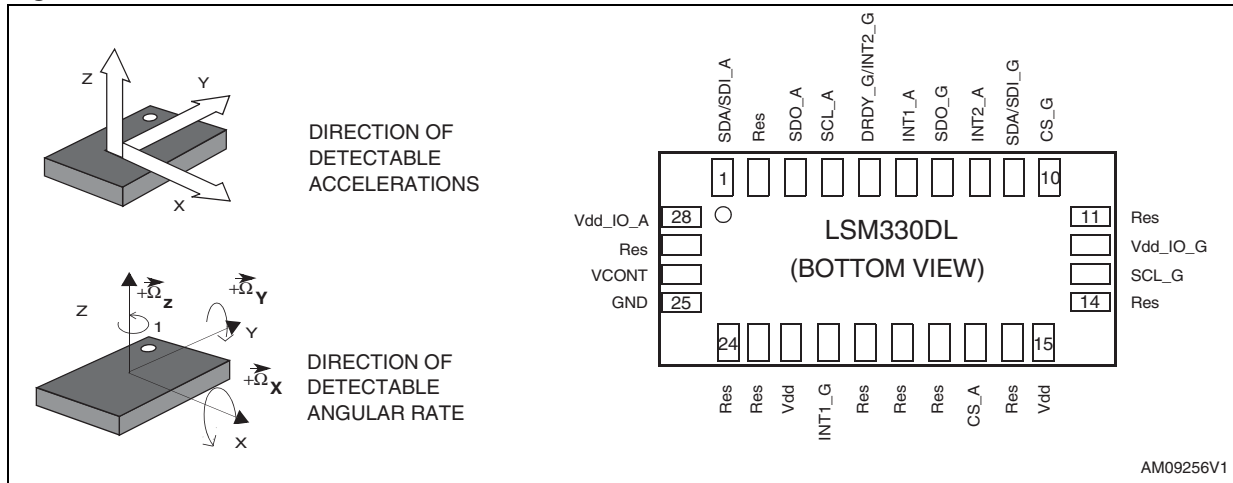 Z
Y
X
DIRECTION OF
DETECTABLE
ACCELERATIONS
Z
+Ω
z
1
+Ω
Y
Y
+Ω
X
X
DIRECTION OF
DETECTABLE
ANGULAR RATE
SDA/SDI_A
Res
SDO_A
SCL_A
DRDY_G/INT2_G
INT1_A
SDO_G
INT2_A
SDA/SDI_G
CS_G
1
10
Vdd_IO_A
28
Res
VCONT
GND
25
LSM330DL
(BOTTOM VIEW)
11
Res
Vdd_IO_G
SCL_G
14
Res
24
15
Res
Res
Vdd
INT1_G
Res
Res
Res
CS_A
Res
Vdd
AM09256V1